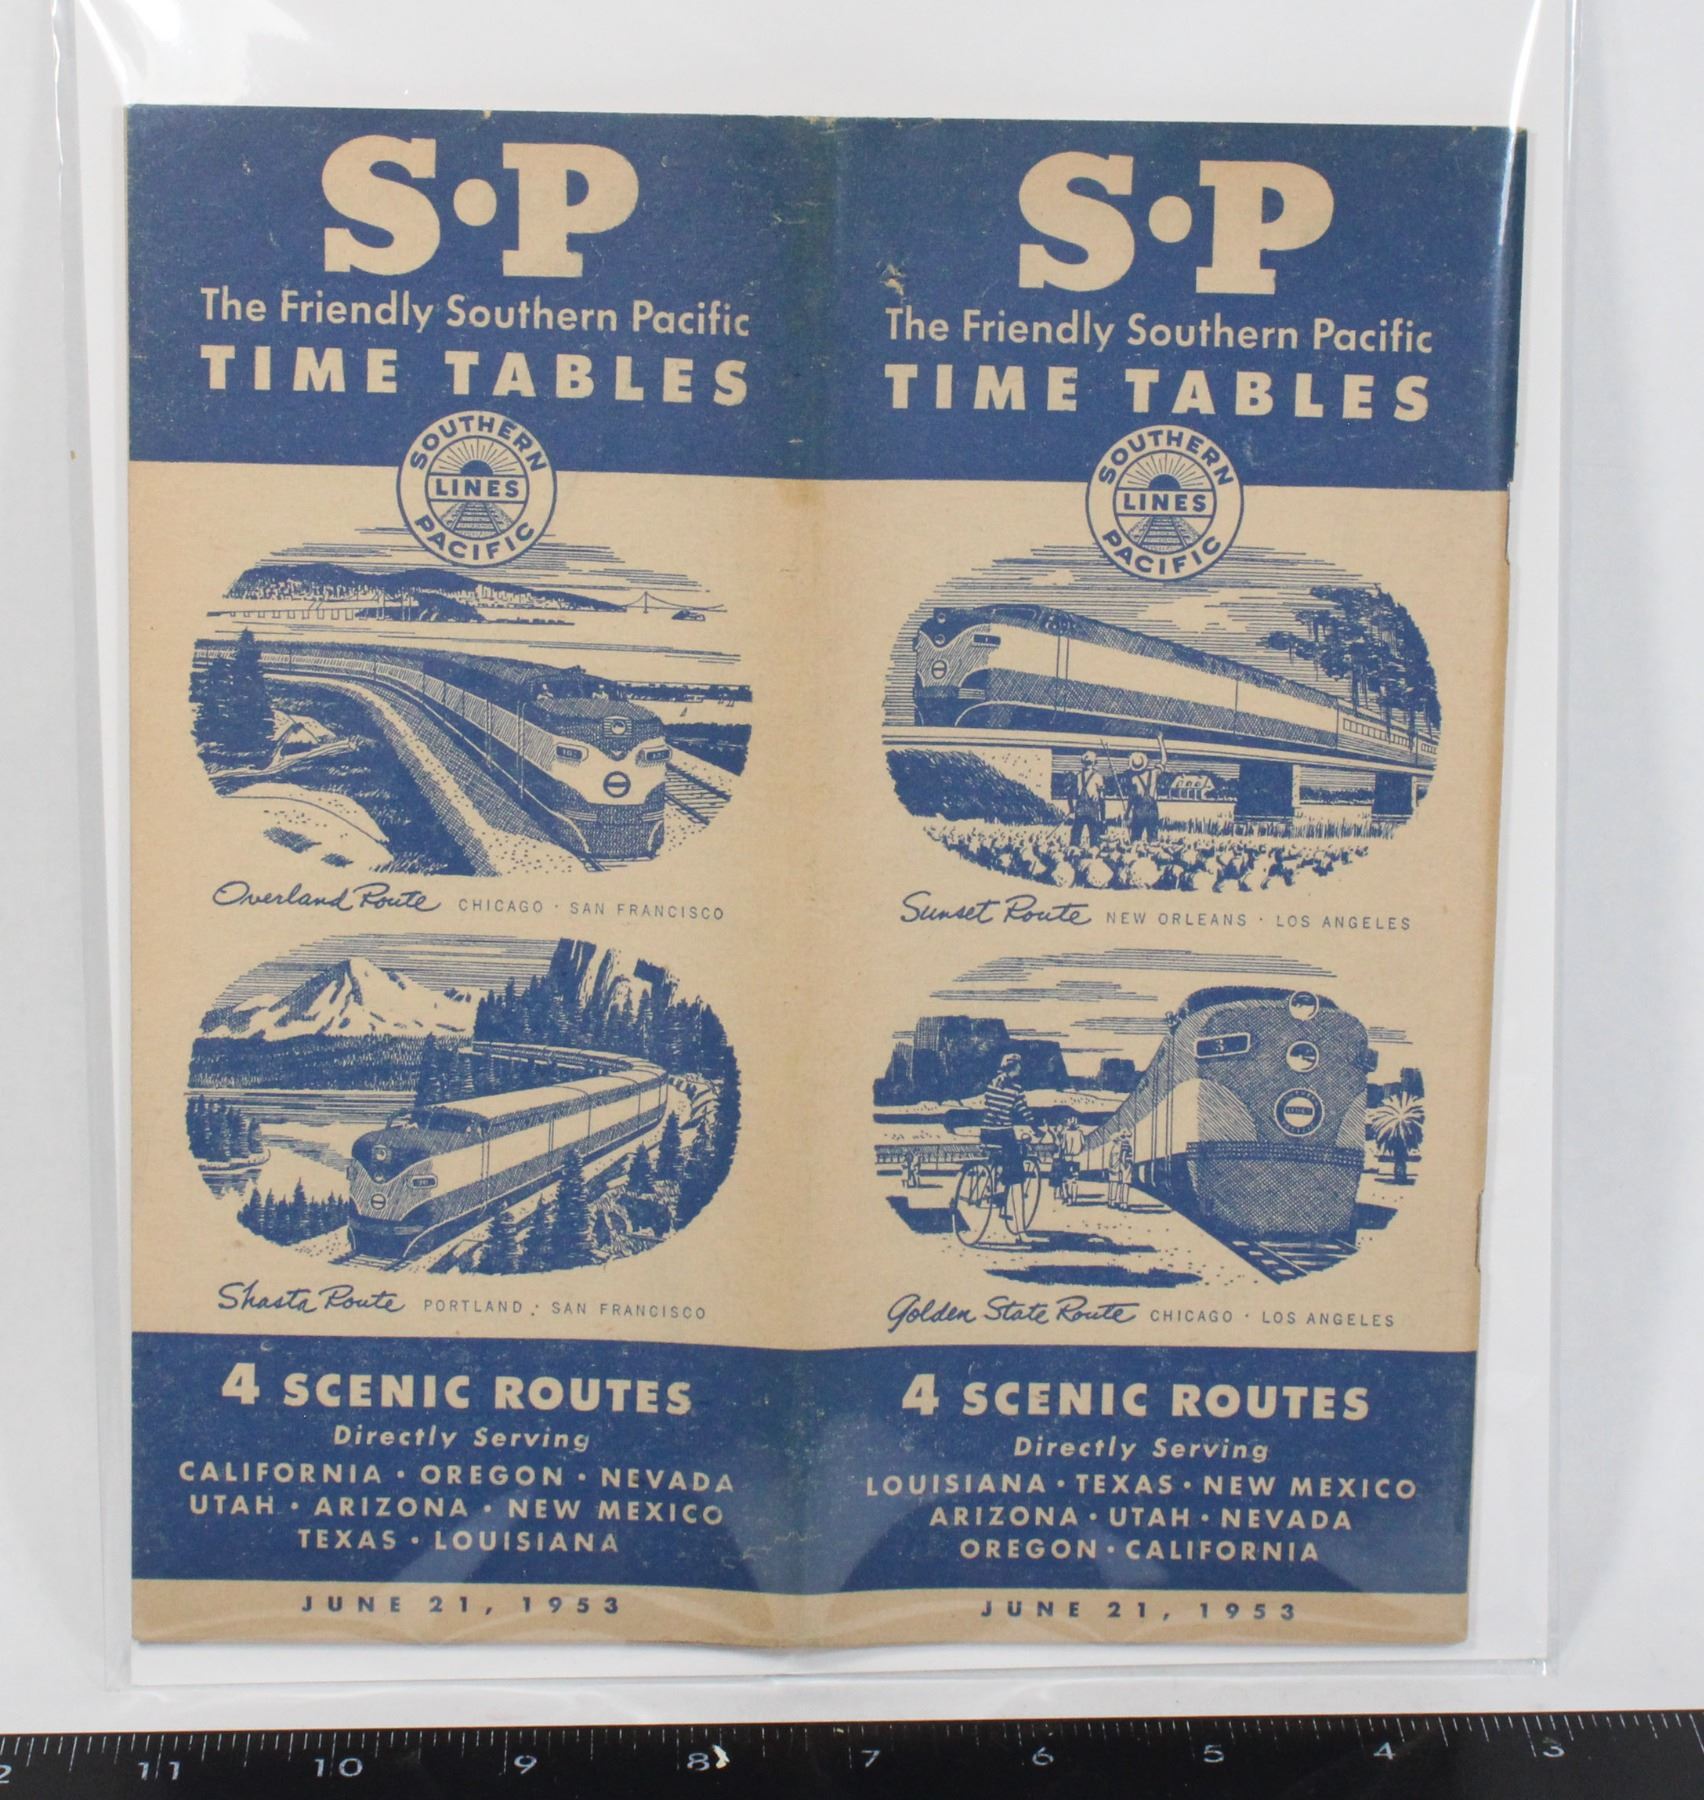 S·P
The Friendly Southern Pacific
TIME TABLES
SOUTHERN
LINES
PACIFIC
Overland Route CHICAGO · SAN FRANCISCO
Shasta Route PORTLAND · SAN FRANCISCO
4 SCENIC ROUTES
Directly Serving
CALIFORNIA · OREGON · NEVADA
UTAH · ARIZONA · NEW MEXICO
TEXAS · LOUISIANA
JUNE 21, 1953
S·P
The Friendly Southern Pacific
TIME TABLES
SOUTHERN
LINES
PACIFIC
Sunset Route NEW ORLEANS · LOS ANGELES
Golden State Route CHICAGO · LOS ANGELES
4 SCENIC ROUTES
Directly Serving
LOUISIANA · TEXAS · NEW MEXICO
ARIZONA · UTAH · NEVADA
OREGON · CALIFORNIA
JUNE 21, 1953
11 10 9 8 7 6 5 4 3